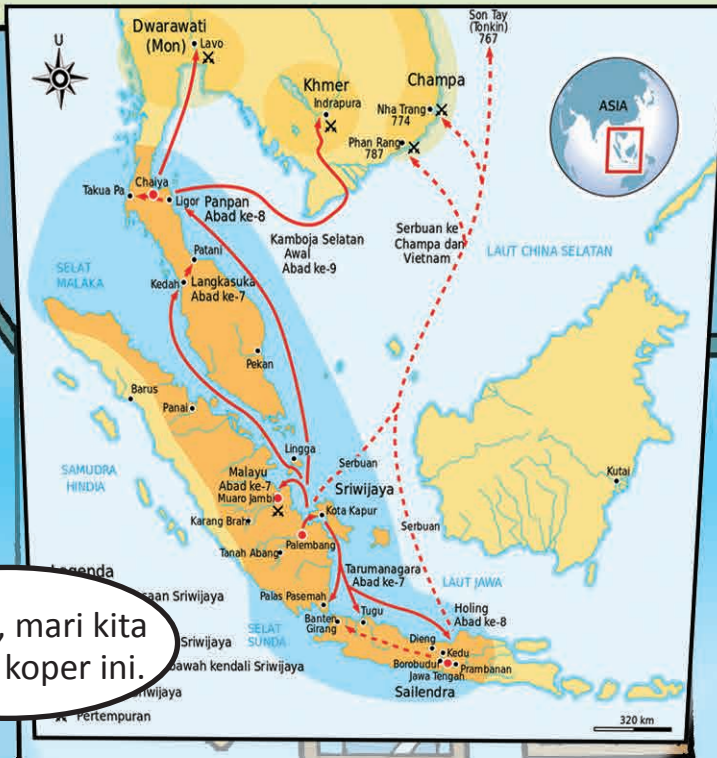 U
Dwarawati
(Mon)
Lavo
Son Tay
(Tonkin)
767
Khmer
Indrapura
Champa
Nha Trang
774
Phan Rang
787
ASIA
Chaiya
Takua Pa
Ligor
Panpan
Abad ke-8
Kamboja Selatan
Awal
Abad ke-9
Serbuan ke
Champa dan
Vietnam
LAUT CHINA SELATAN
Patani
SELAT
MALAKA
Kedah
Langkasuka
Abad ke-7
Pekan
Barus
Panai
Lingga
SAMUDRA
HINDIA
Malayu
Abad ke-7
Muaro Jambi
Serbuan
Sriwijaya
Kutai
Karang Brahi
Kota Kapur
Palembang
Serbuan
Tanah Abang
Tarumanagara
Abad ke-7
LAUT JAWA
Palas Pasemah
Tugu
Holing
Abad ke-8
Banten
Girang
SELAT
SUNDA
Dieng
Kedu
Borobudur
Prambanan
Jawa Tengah
Sailendra
Sriwijaya
, mari kita
koper ini.
Sriwijaya
bawah kendali Sriwijaya
Pertempuran
320 km